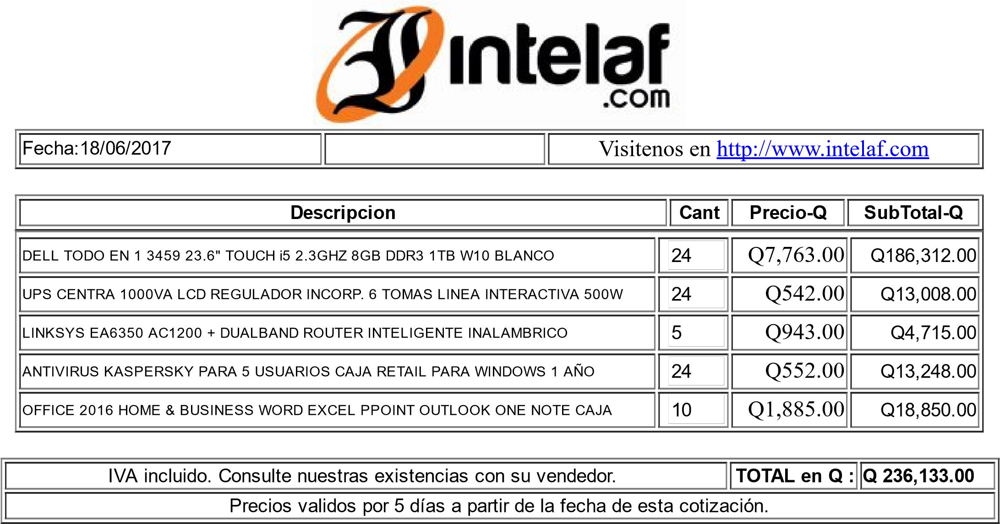 intelaf
.com
Fecha:18/06/2017 Visitenos en http://www.intelaf.com
Descripcion Cant Precio-Q SubTotal-Q
DELL TODO EN 1 3459 23.6" TOUCH i5 2.3GHZ 8GB DDR3 1TB W10 BLANCO 24 Q7,763.00 Q186,312.00
UPS CENTRA 1000VA LCD REGULADOR INCORP. 6 TOMAS LINEA INTERACTIVA 500W 24 Q542.00 Q13,008.00
LINKSYS EA6350 AC1200 + DUALBAND ROUTER INTELIGENTE INALAMBRICO 5 Q943.00 Q4,715.00
ANTIVIRUS KASPERSKY PARA 5 USUARIOS CAJA RETAIL PARA WINDOWS 1 AÑO 24 Q552.00 Q13,248.00
OFFICE 2016 HOME & BUSINESS WORD EXCEL PPOINT OUTLOOK ONE NOTE CAJA 10 Q1,885.00 Q18,850.00
IVA incluido. Consulte nuestras existencias con su vendedor. TOTAL en Q : Q 236,133.00
Precios validos por 5 días a partir de la fecha de esta cotización.